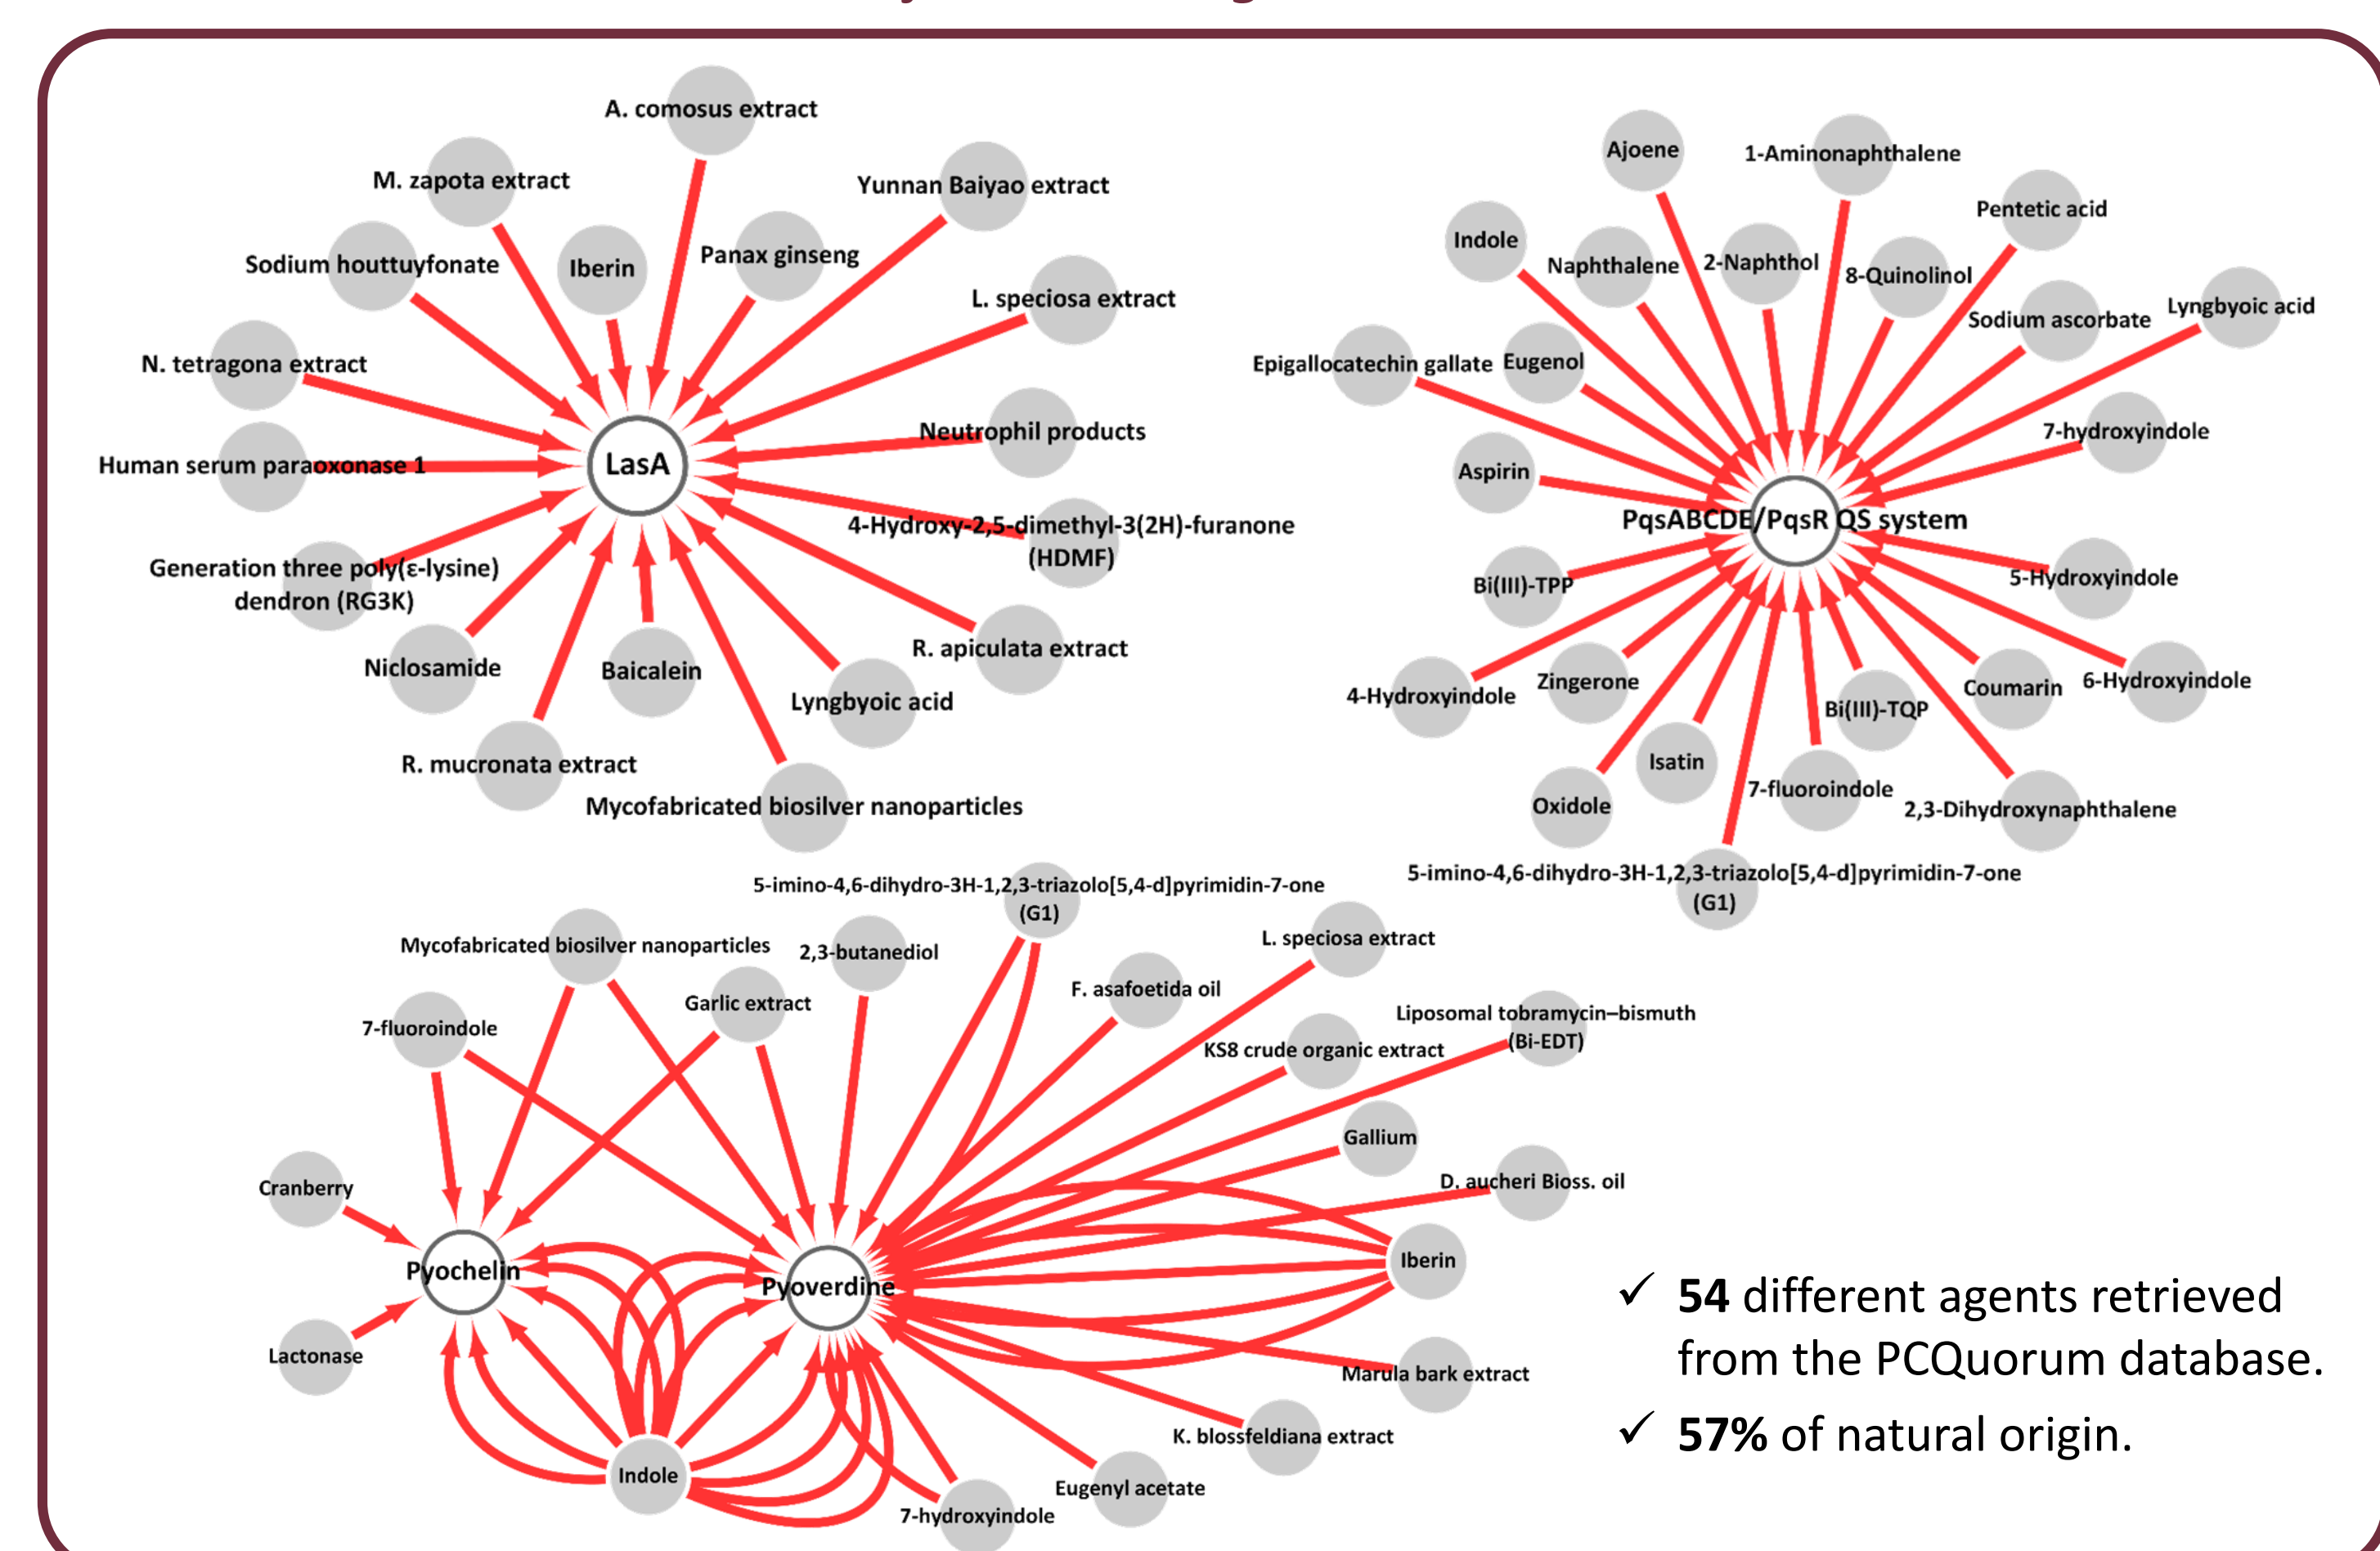 A. comosus extract
M. zapota extract
Yunnan Baiyao extract
Sodium houttuyfonate
Iberin
Panax ginseng
L. speciosa extract
N. tetragona extract
Neutrophil products
Human serum paraoxonase 1
LasA
4-Hydroxy-2,5-dimethyl-3(2H)-furanone
(HDMF)
Generation three poly(ε-lysine)
dendron (RG3K)
Niclosamide
Baicalein
R. apiculata extract
Lyngbyoic acid
R. mucronata extract
Mycofabricated biosilver nanoparticles
Ajoene
1-Aminonaphthalene
Pentetic acid
Indole
Naphthalene
2-Naphthol
8-Quinolinol
Sodium ascorbate
Lyngbyoic acid
Epigallocatechin gallate
Eugenol
7-hydroxyindole
Aspirin
PqsABCDE/PqsR QS system
Bi(III)-TPP
5-Hydroxyindole
4-Hydroxyindole
Zingerone
Bi(III)-TQP
Coumarin
6-Hydroxyindole
Isatin
7-fluoroindole
Oxidole
2,3-Dihydroxynaphthalene
5-imino-4,6-dihydro-3H-1,2,3-triazolo[5,4-d]pyrimidin-7-one
(G1)
5-imino-4,6-dihydro-3H-1,2,3-triazolo[5,4-d]pyrimidin-7-one
(G1)
Mycofabricated biosilver nanoparticles
2,3-butanediol
L. speciosa extract
7-fluoroindole
Garlic extract
F. asafoetida oil
Liposomal tobramycin–bismuth
(Bi-EDT)
KS8 crude organic extract
Gallium
Cranberry
D. aucheri Bioss. oil
Pyochelin
Pyoverdine
Iberin
Lactonase
Marula bark extract
K. blossfeldiana extract
Indole
Eugenyl acetate
7-hydroxyindole
✓ 54 different agents retrieved
from the PCQuorum database.
✓ 57% of natural origin.